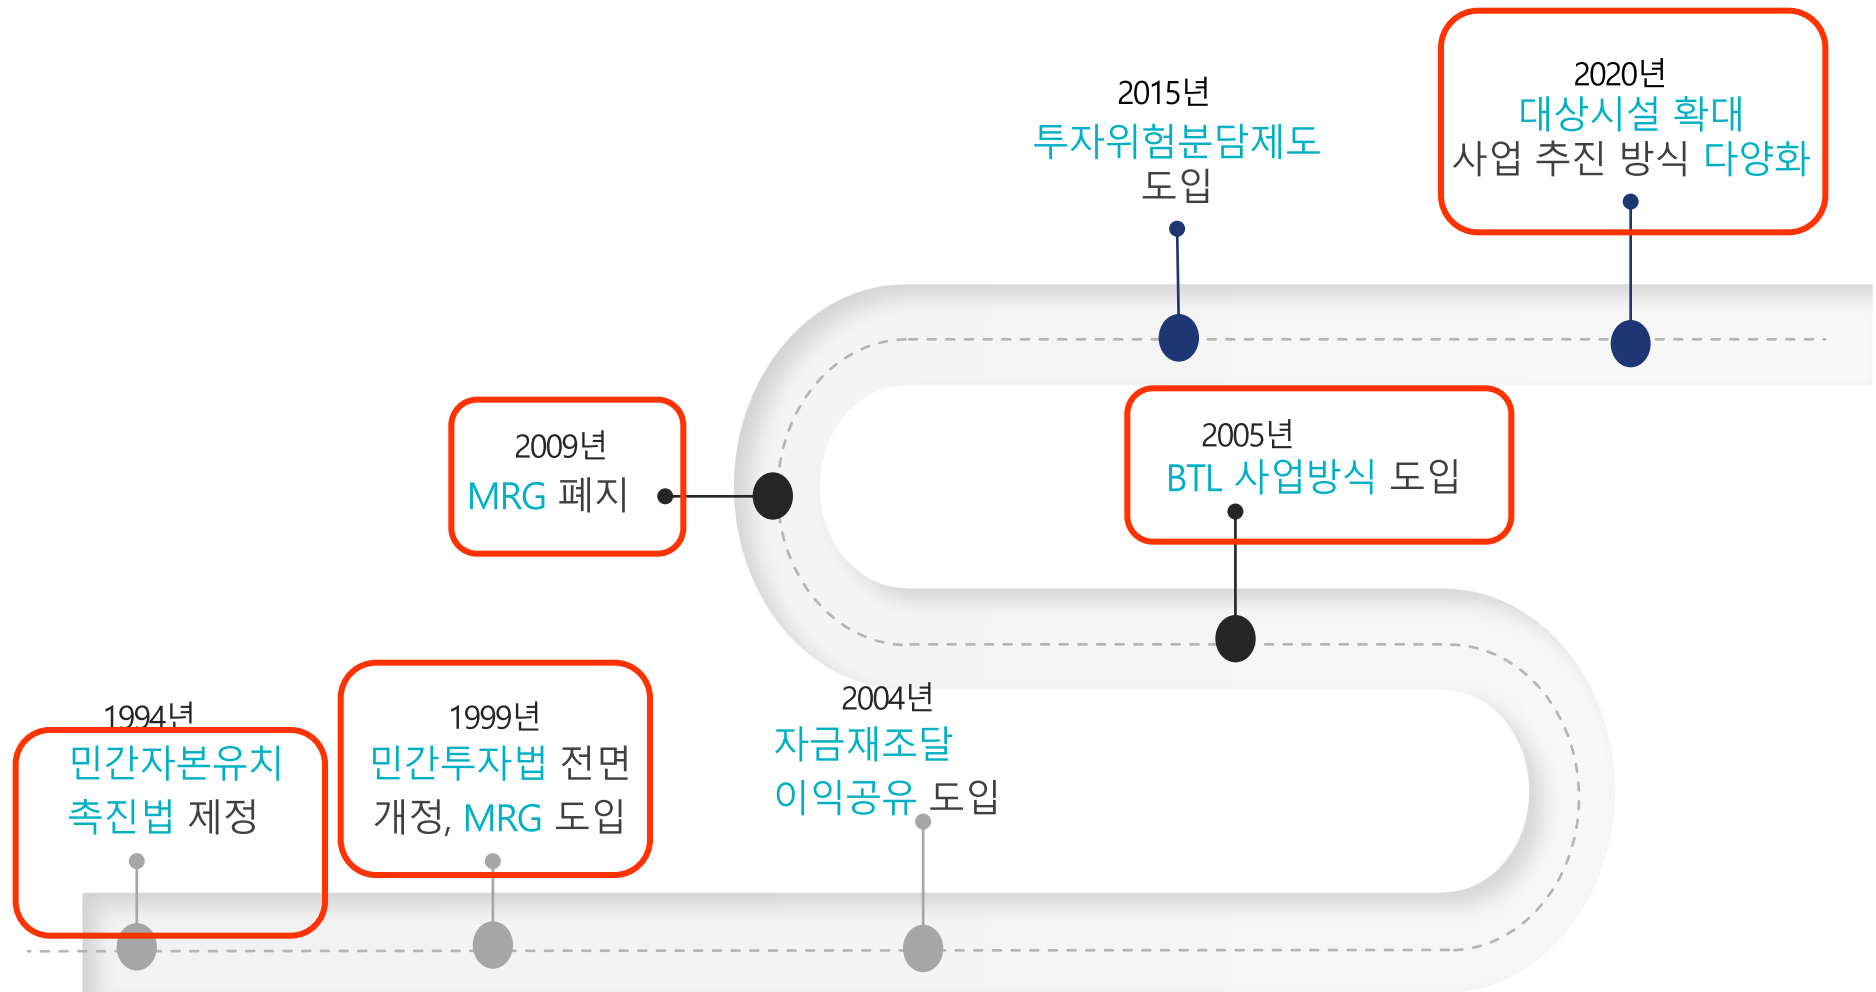 2020년
대상시설 확대
사업 추진 방식 다양화
2015년
투자위험분담제도
도입
2009년
MRG 폐지
2005년
BTL 사업방식 도입
1994년
민간자본유치
촉진법 제정
1999년
민간투자법 전면
개정, MRG 도입
2004년
자금재조달
이익공유 도입